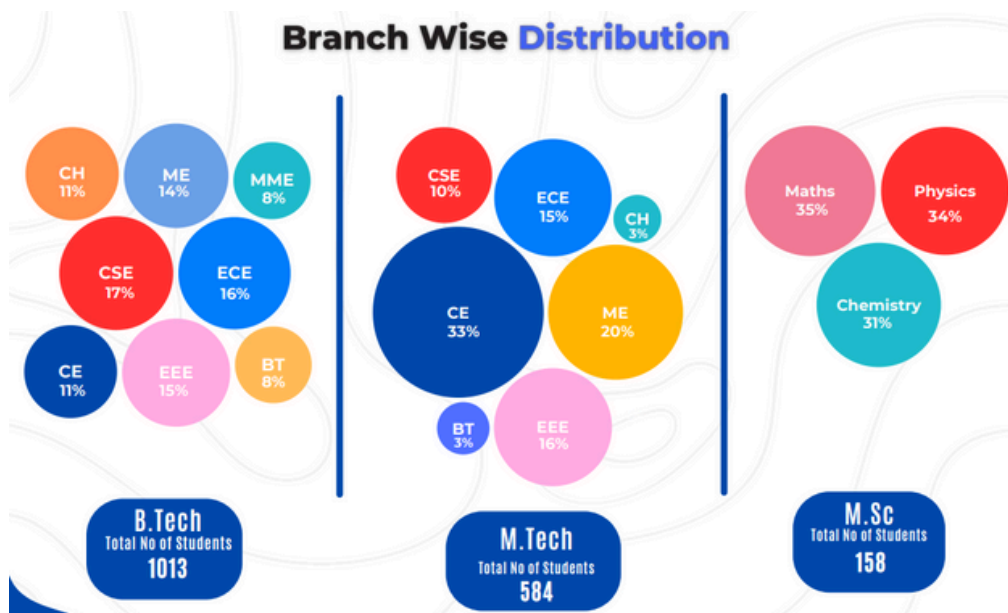 Branch Wise Distribution
CH
11%
ME
14%
MME
8%
CSE
17%
ECE
16%
CE
11%
EEE
15%
BT
8%
B.Tech
Total No of Students
1013
CSE
10%
ECE
15%
CH
3%
CE
33%
ME
20%
BT
3%
EEE
16%
M.Tech
Total No of Students
584
Maths
35%
Physics
34%
Chemistry
31%
M.Sc
Total No of Students
158